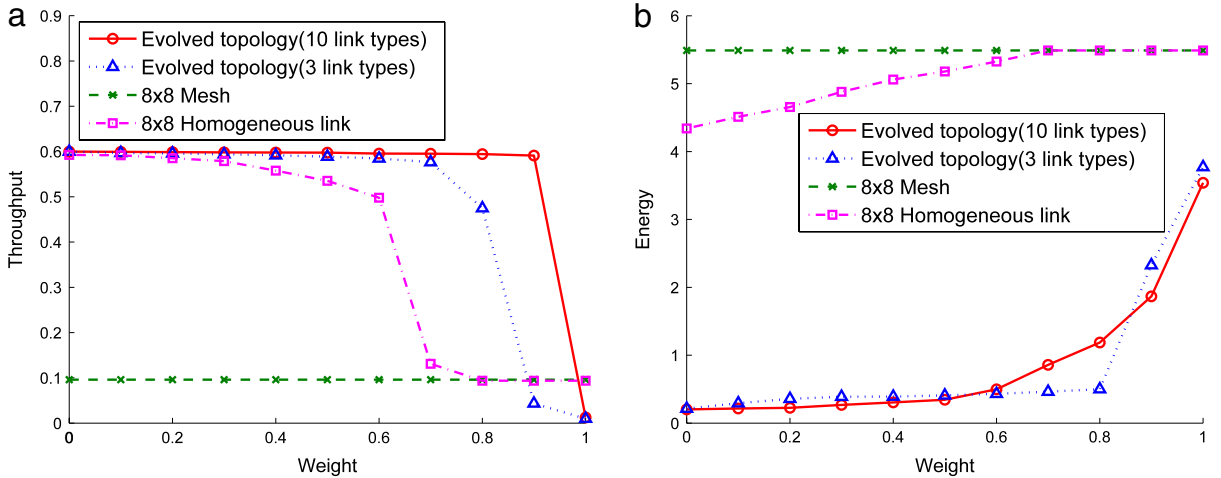 a
0.9
0.8
0.7
0.6
0.5
0.4
0.3
0.2
0.1
0
Throughput
Evolved topology(10 link types)
Evolved topology(3 link types)
8x8 Mesh
8x8 Homogeneous link
0
0.2
0.4
0.6
0.8
1
Weight
b
6
5
4
3
2
1
0
Energy
Evolved topology(10 link types)
Evolved topology(3 link types)
8x8 Mesh
8x8 Homogeneous link
0
0.2
0.4
0.6
0.8
1
Weight